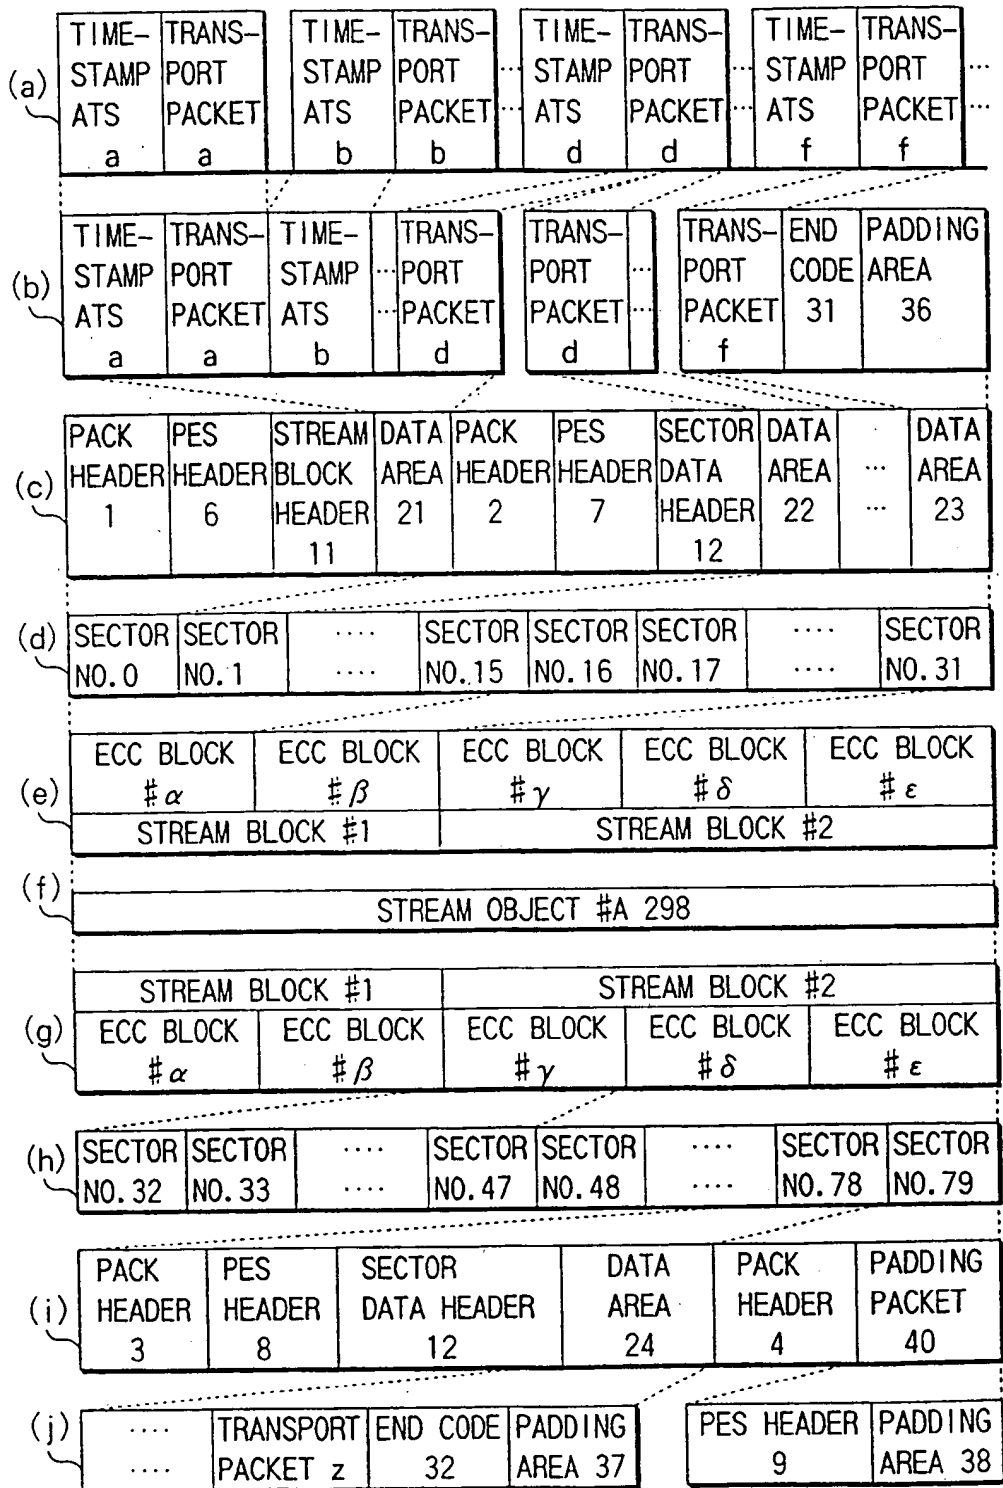 TIME- TRANS- TIME- TRANS- TIME- TRANS- TIME- TRANS-
STAMP PORT STAMP PORT ... STAMP PORT ... STAMP PORT ...
(a) ATS PACKET ATS PACKET ... ATS PACKET ... ATS PACKET ...
a a b b d d f f
TIME- TRANS- TIME- TRANS- TRANS- TRANS- END PADDING
STAMP PORT STAMP ... PORT PORT ... PORT CODE AREA
(b) ATS PACKET ATS ... PACKET PACKET ... PACKET 31 36
a a b d d f
PACK PES STREAM DATA PACK PES SECTOR DATA DATA
HEADER HEADER BLOCK AREA HEADER HEADER DATA AREA ... AREA
(c) 1 6 HEADER 21 2 7 HEADER 22 ... 23
11 12
(d) SECTOR SECTOR .... SECTOR SECTOR SECTOR .... SECTOR
NO.0 NO.1 .... NO.15 NO.16 NO.17 .... NO.31
ECC BLOCK ECC BLOCK ECC BLOCK ECC BLOCK ECC BLOCK
(e) #α #β #γ #δ #ε
STREAM BLOCK #1 STREAM BLOCK #2
(f) STREAM OBJECT #A 298
STREAM BLOCK #1 STREAM BLOCK #2
(g) ECC BLOCK ECC BLOCK ECC BLOCK ECC BLOCK ECC BLOCK
#α #β #γ #δ #ε
(h) SECTOR SECTOR .... SECTOR SECTOR .... SECTOR SECTOR
NO.32 NO.33 .... NO.47 NO.48 .... NO.78 NO.79
PACK PES SECTOR DATA PACK PADDING
(i) HEADER HEADER DATA HEADER AREA HEADER PACKET
3 8 12 24 4 40
(j) .... TRANSPORT END CODE PADDING PES HEADER PADDING
.... PACKET z 32 AREA 37 9 AREA 38